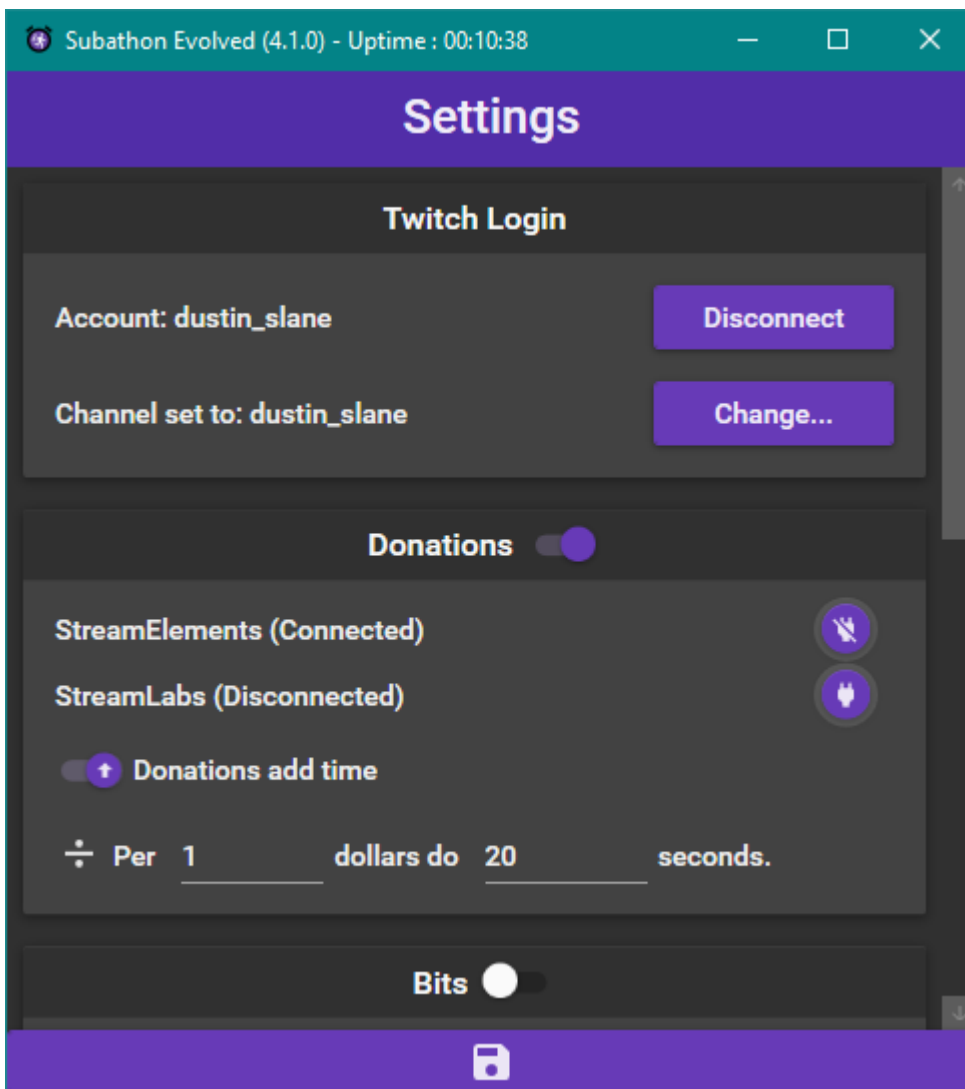 Subathon Evolved (4.1.0) - Uptime : 00:10:38
Settings
Twitch Login
Account: dustin_slane
Disconnect
Channel set to: dustin_slane
Change...
Donations
StreamElements (Connected)
StreamLabs (Disconnected)
Donations add time
÷ Per 1 dollars do 20 seconds.
Bits